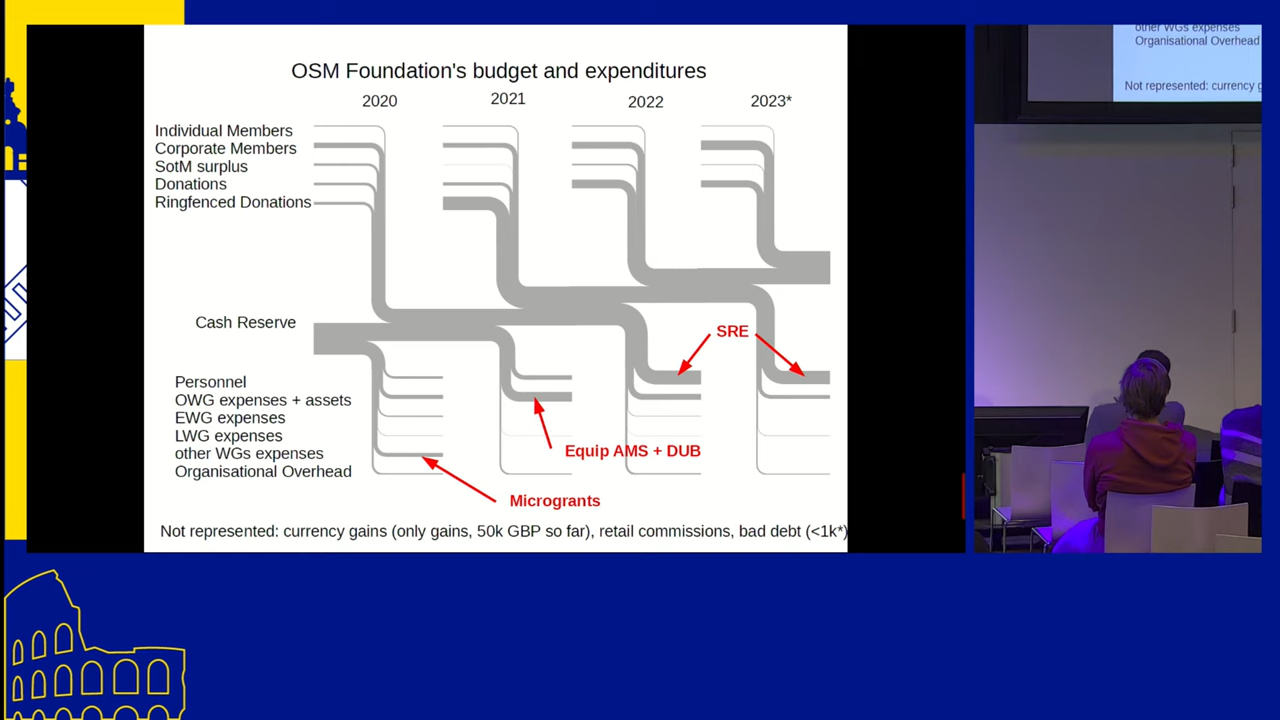 OSM Foundation's budget and expenditures
2020 2021 2022 2023*
Individual Members
Corporate Members
SotM surplus
Donations
Ringfenced Donations
Cash Reserve
SRE
Personnel
OWG expenses + assets
EWG expenses
LWG expenses
other WGs expenses
Organisational Overhead
Equip AMS + DUB
Microgrants
Not represented: currency gains (only gains, 50k GBP so far), retail commissions, bad debt (<1k*)
other WGs expenses
Organisational Overhead
Not represented: currency g